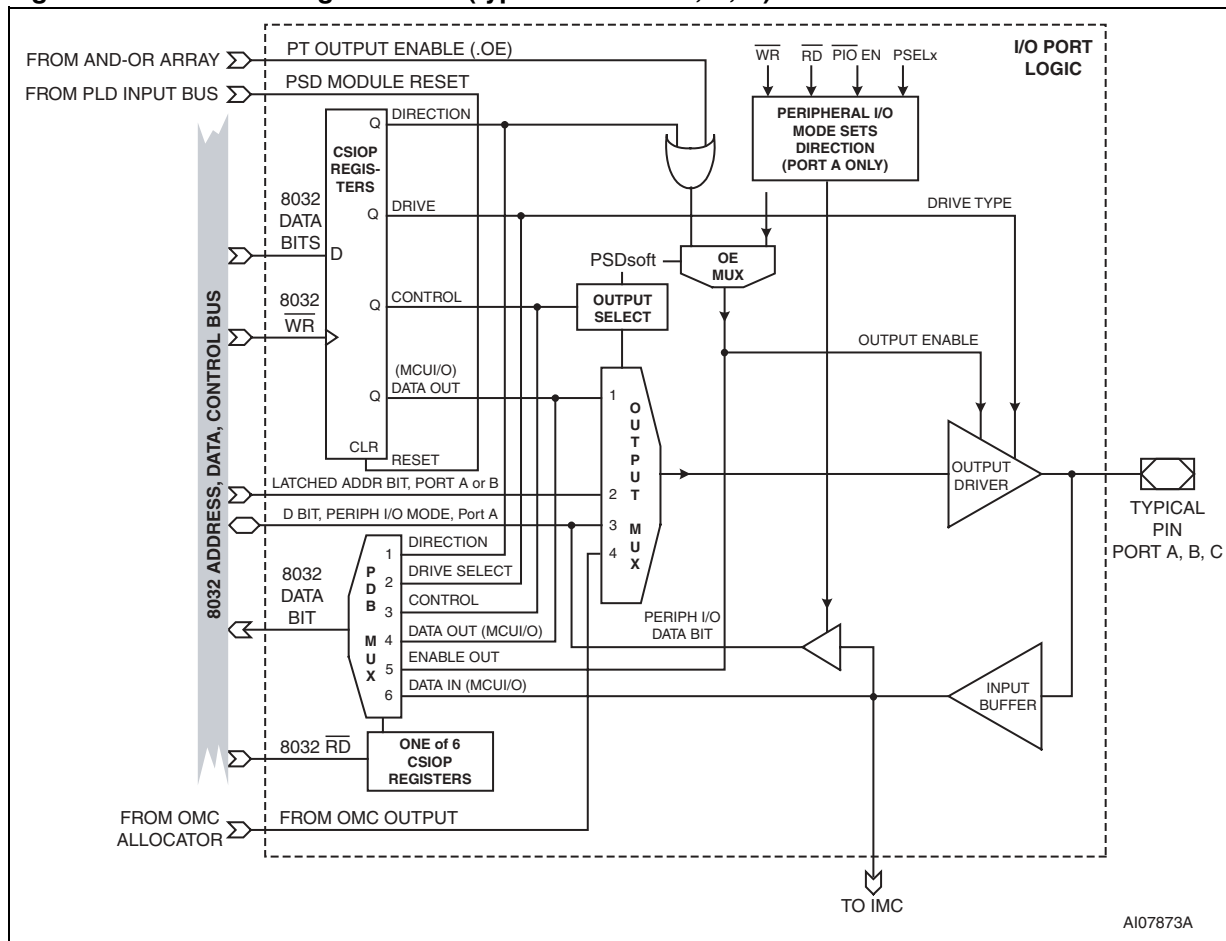 FROM AND-OR ARRAY
PT OUTPUT ENABLE (.OE)
FROM PLD INPUT BUS
PSD MODULE RESET
I/O PORT
LOGIC
WR RD PIO EN PSELx
PERIPHERAL I/O
MODE SETS
DIRECTION
(PORT A ONLY)
Q DIRECTION
CSIOP
REGIS-
TERS
8032
DATA
BITS
D
Q DRIVE
DRIVE TYPE
PSDsoft
OE
MUX
8032
WR
Q CONTROL
OUTPUT
SELECT
OUTPUT ENABLE
(MCUI/O)
Q DATA OUT
1
2
3
4
OUTPUT MUX
CLR
RESET
OUTPUT
DRIVER
TYPICAL
PIN
PORT A, B, C
8032 ADDRESS, DATA, CONTROL BUS
LATCHED ADDR BIT, PORT A or B
D BIT, PERIPH I/O MODE, Port A
8032
DATA
BIT
PDB MUX
1 DIRECTION
2 DRIVE SELECT
3 CONTROL
4 DATA OUT (MCUI/O)
5 ENABLE OUT
6 DATA IN (MCUI/O)
PERIPH I/O
DATA BIT
INPUT
BUFFER
8032 RD
ONE of 6
CSIOP
REGISTERS
FROM OMC
ALLOCATOR
FROM OMC OUTPUT
TO IMC
AI07873A